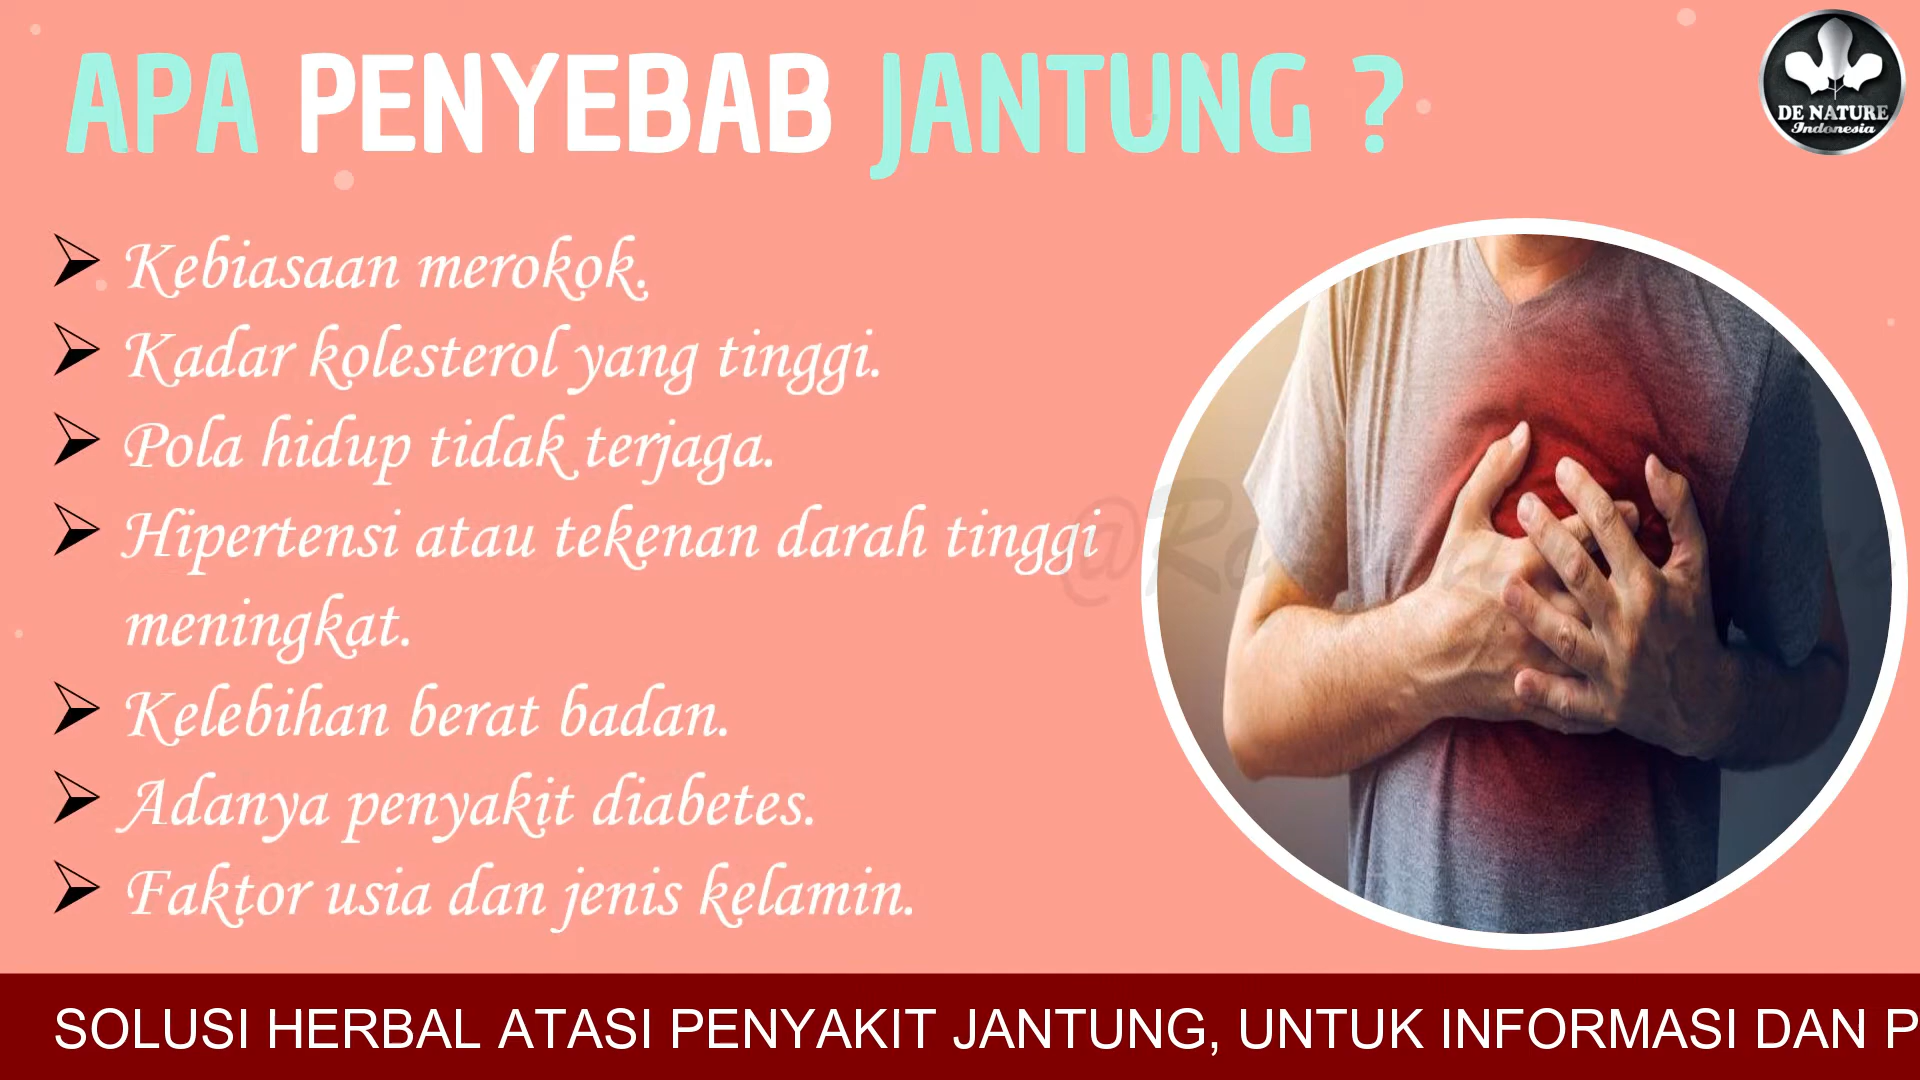 APA PENYEBAB JANTUNG ?
DE NATURE
Indonesia
Kebiasaan merokok.
Kadar kolesterol yang tinggi.
Pola hidup tidak terjaga.
Hipertensi atau tekenan darah tinggi
meningkat.
Kelebihan berat badan.
Adanya penyakit diabetes.
Faktor usia dan jenis kelamin.
SOLUSI HERBAL ATASI PENYAKIT JANTUNG, UNTUK INFORMASI DAN P